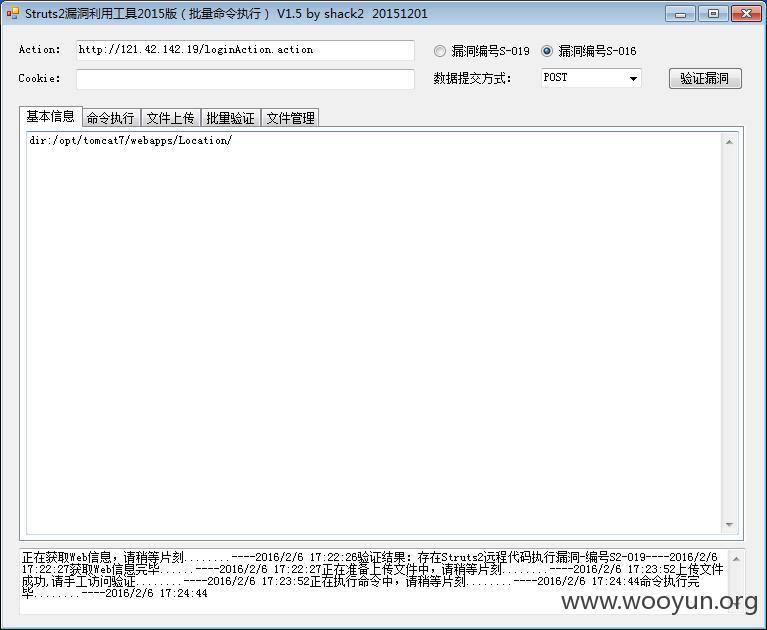 Struts2漏洞利用工具2015版（批量命令执行） V1.5 by shack2 20151201
Action: http://121.42.142.19/loginAction.action 漏洞编号S-019 漏洞编号S-016
Cookie: 数据提交方式: POST 验证漏洞
基本信息 命令执行 文件上传 批量验证 文件管理
dir:/opt/tomcat7/webapps/Location/
正在获取Web信息，请稍等片刻........----2016/2/6 17:22:26验证结果：存在Struts2远程代码执行漏洞-编号S2-019----2016/2/6
17:22:27获取Web信息完毕.......----2016/2/6 17:22:27正在准备上传文件中，请稍等片刻........----2016/2/6 17:23:52上传文件
成功,请手工访问验证........----2016/2/6 17:23:52正在执行命令中，请稍等片刻........----2016/2/6 17:24:44命令执行完
毕........----2016/2/6 17:24:44
www.wooyun.org